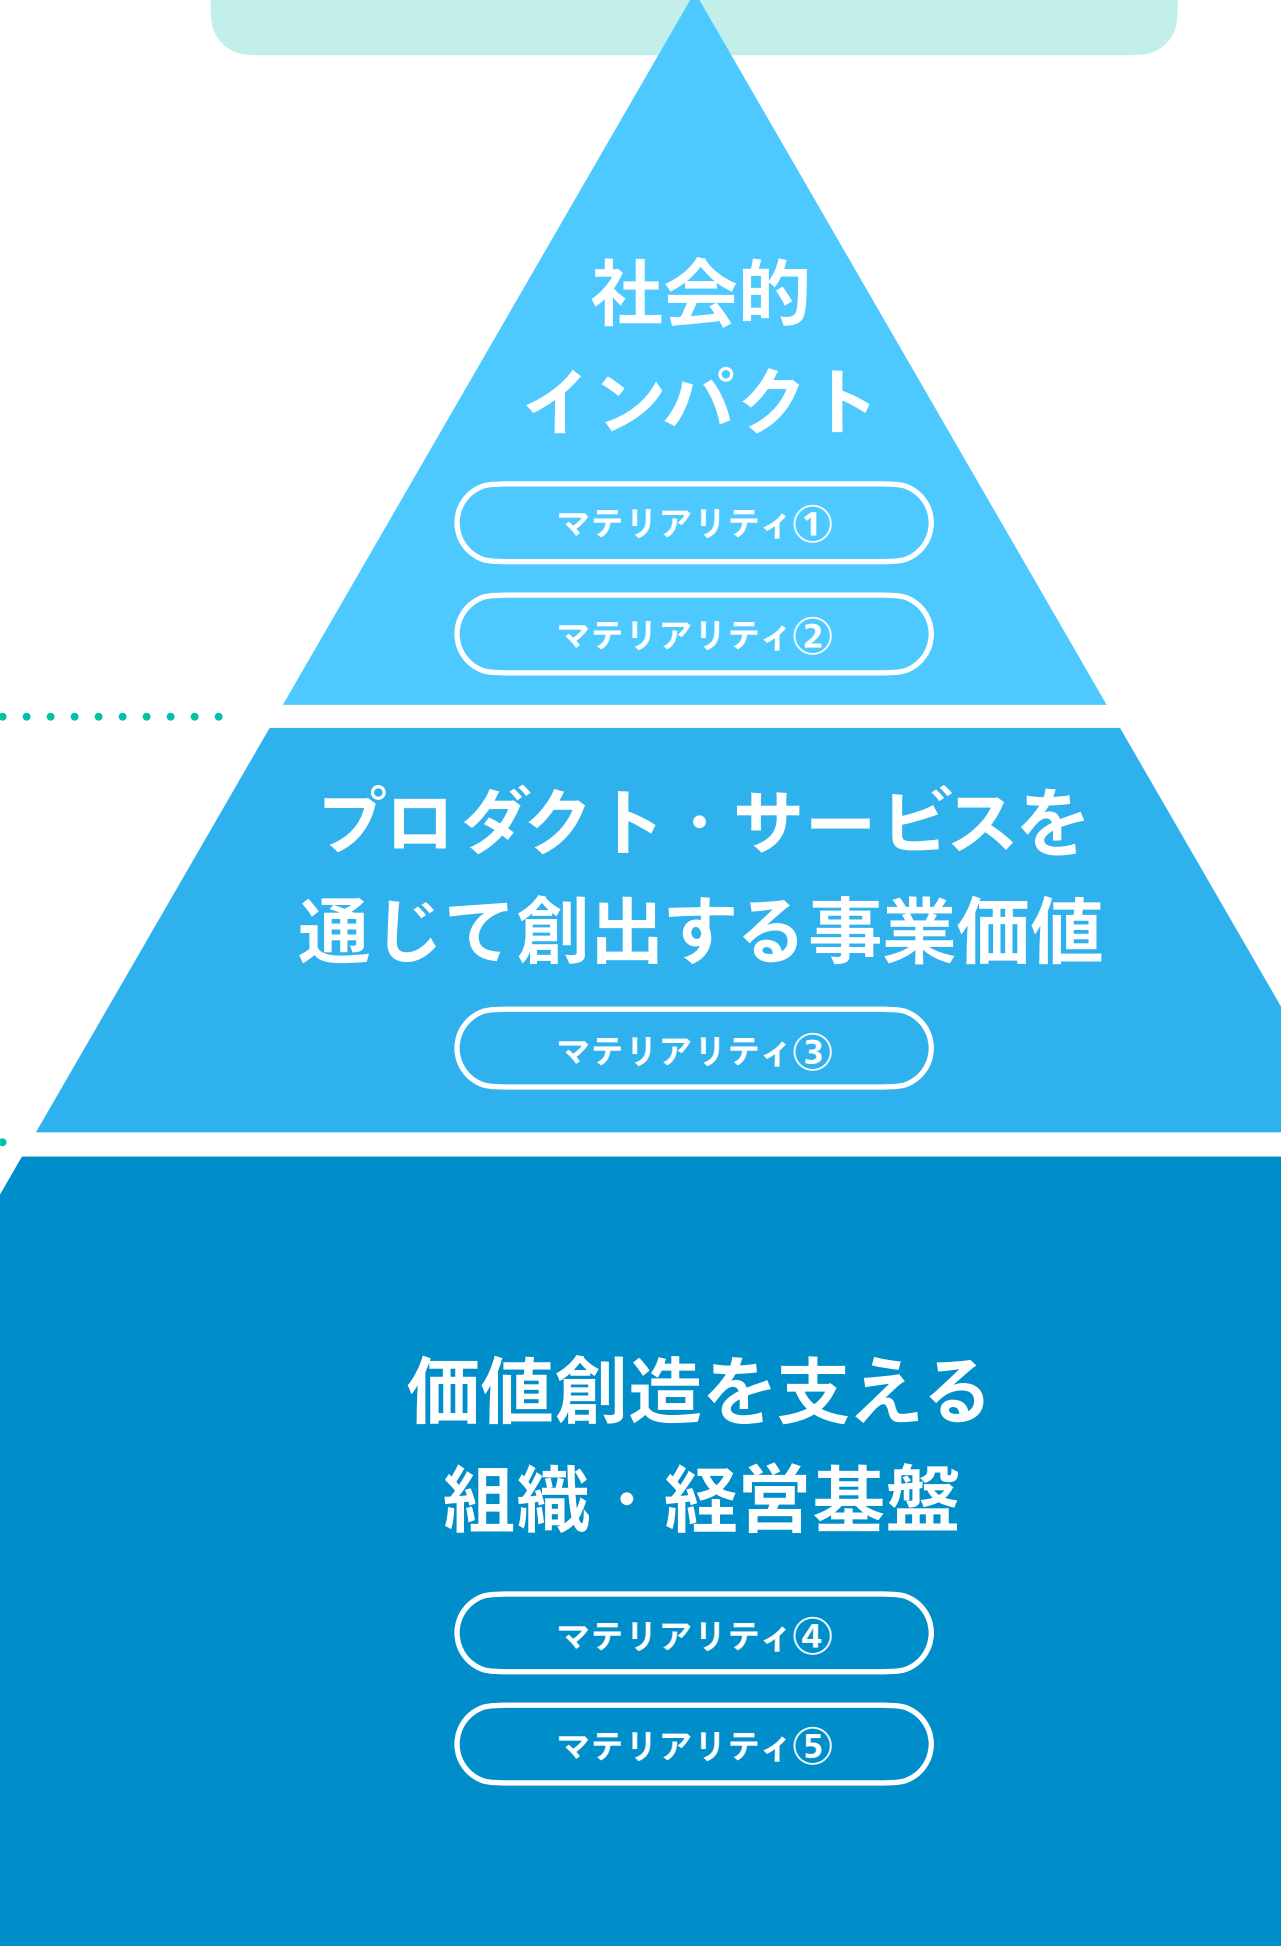 社会的
インパクト
マテリアリティ①
マテリアリティ②
プロダクト・サービスを
通じて創出する事業価値
マテリアリティ③
価値創造を支える
組織・経営基盤
マテリアリティ④
マテリアリティ⑤